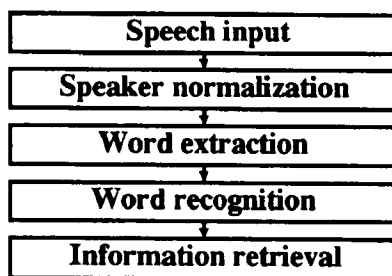 Speech input
Speaker normalization
Word extraction
Word recognition
Information retrieval